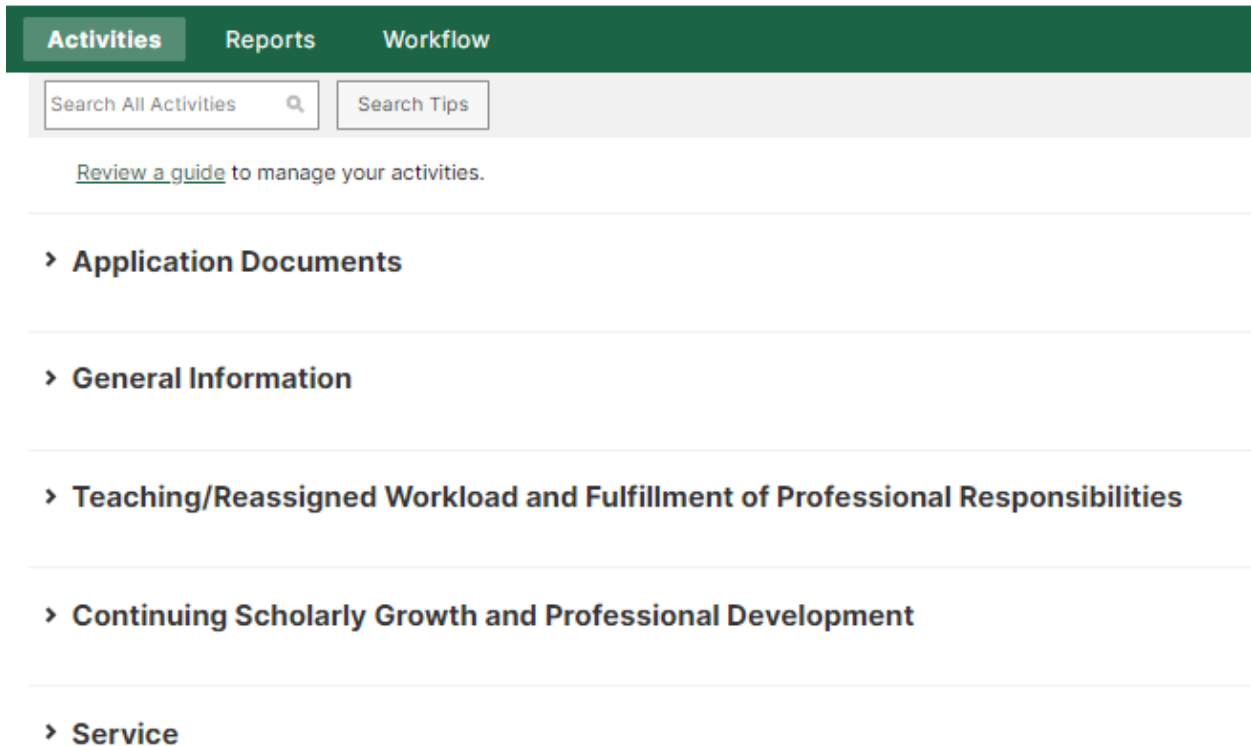 Activities Reports Workflow
Search All Activities Search Tips
Review a guide to manage your activities.
Application Documents
General Information
Teaching/Reassigned Workload and Fulfillment of Professional Responsibilities
Continuing Scholarly Growth and Professional Development
Service